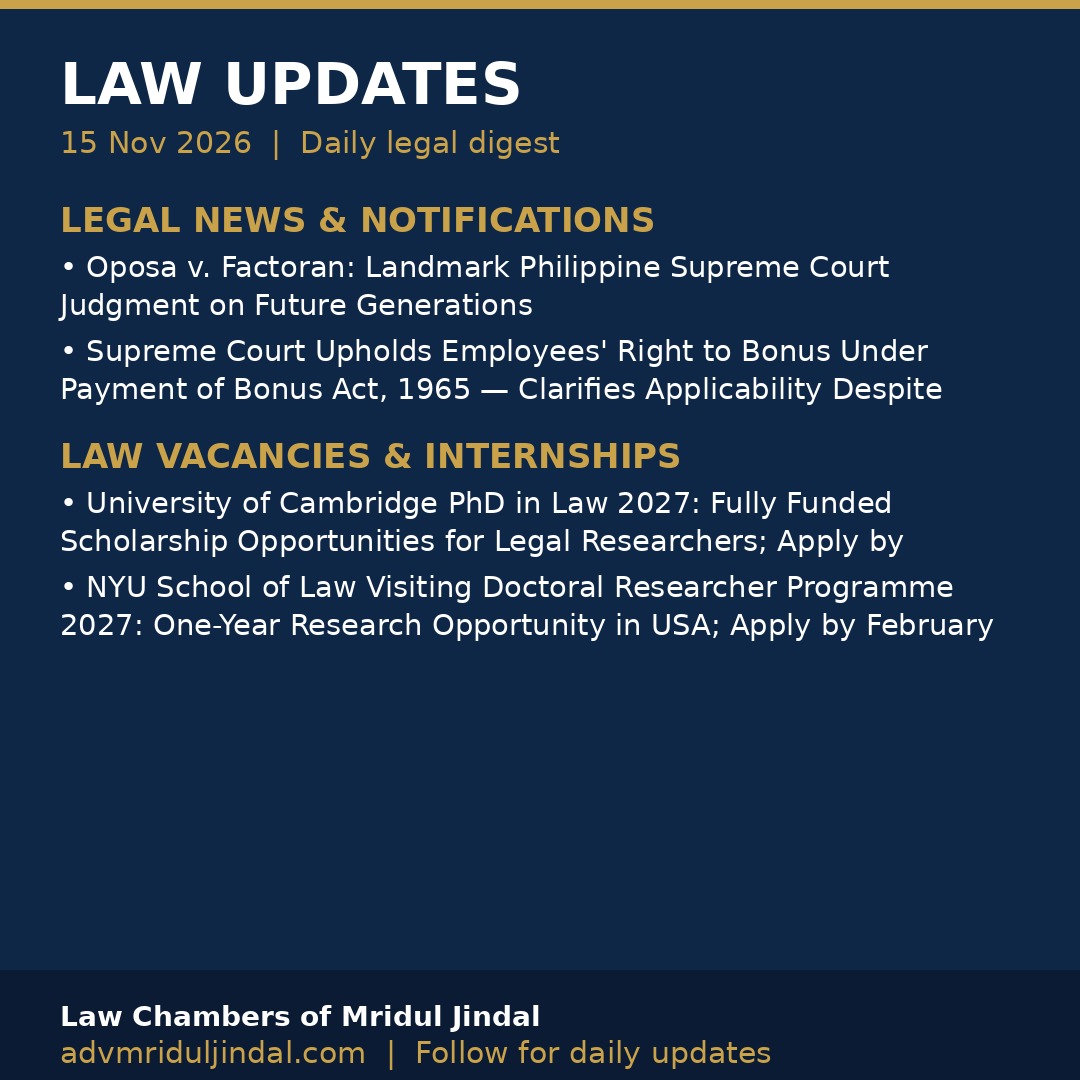 LAW UPDATES
15 Nov 2026 | Daily legal digest
LEGAL NEWS & NOTIFICATIONS
• Oposa v. Factoran: Landmark Philippine Supreme Court
Judgment on Future Generations
• Supreme Court Upholds Employees' Right to Bonus Under
Payment of Bonus Act, 1965 — Clarifies Applicability Despite
LAW VACANCIES & INTERNSHIPS
• University of Cambridge PhD in Law 2027: Fully Funded
Scholarship Opportunities for Legal Researchers; Apply by
• NYU School of Law Visiting Doctoral Researcher Programme
2027: One-Year Research Opportunity in USA; Apply by February
Law Chambers of Mridul Jindal
advmriduljindal.com | Follow for daily updates